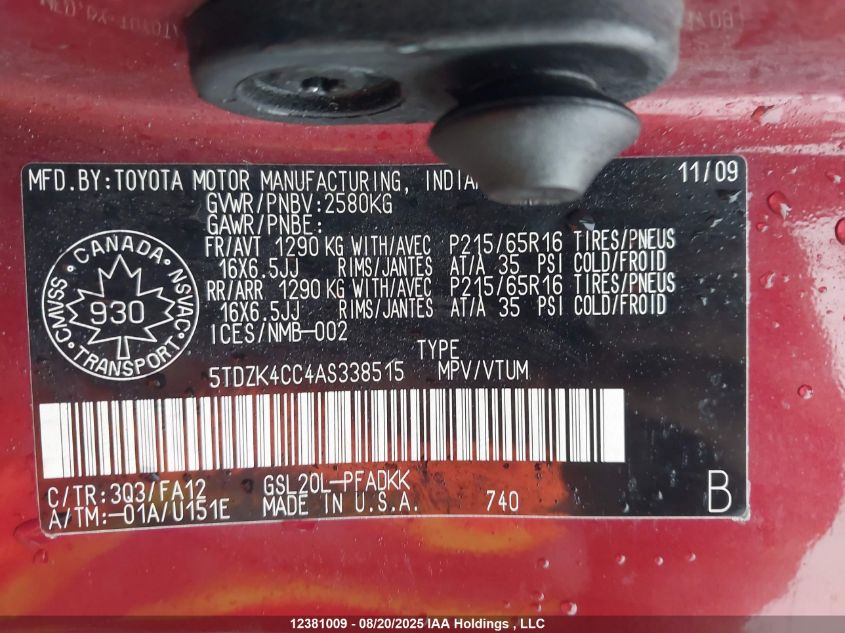 MFD.BY:TOYOTA MOTOR MANUFACTURING, INDIA 11/09
GVWR/PNBV:2580KG
GAWR/PNBE:
FR/AVT 1290 KG WITH/AVEC P215/65R16 TIRES/PNEUS
16X6.5JJ RIMS/JANTES AT/A 35 PSI COLD/FROID
RR/ARR 1290 KG WITH/AVEC P215/65R16 TIRES/PNEUS
16X6.5JJ RIMS/JANTES AT/A 35 PSI COLD/FROID
ICES/NMB-002
CANADA NSVAC
CMVSS
930
TRANSPORT
TYPE
5TDZK4CC4AS338515 MPV/VTUM
C/TR:3Q3/FA12 GSL20L-PFADKK
A/TM:-01A/U151E MADE IN U.S.A. 740 B
12381009 - 08/20/2025 IAA Holdings , LLC